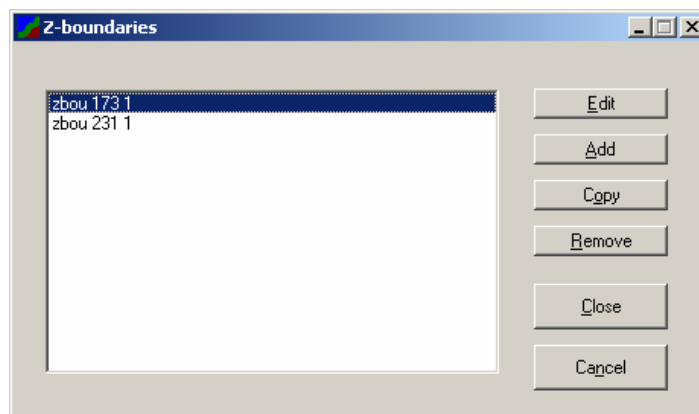 Z-boundaries
zbou 173 1
zbou 231 1
Edit
Add
Copy
Remove
Close
Cancel